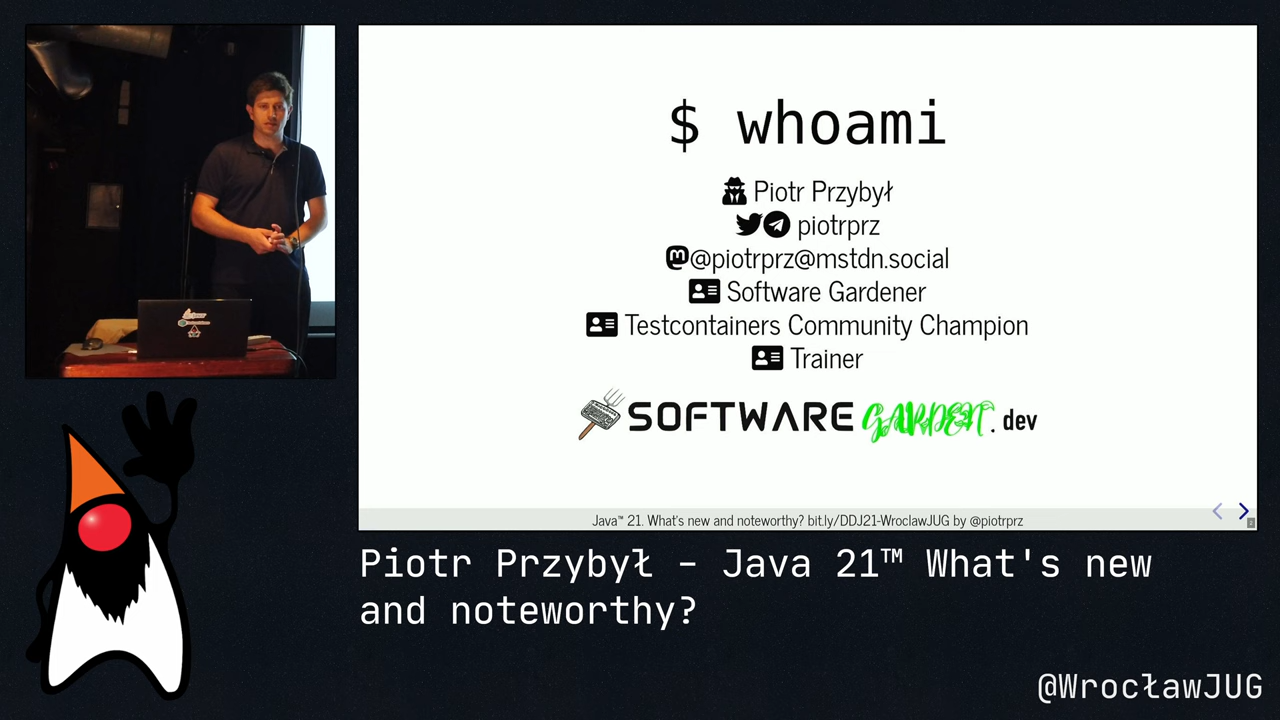 $ whoami
Piotr Przybył
piotrprz
@piotrprz@mstdn.social
Software Gardener
Testcontainers Community Champion
Trainer
SOFTWARE GARDEN.dev
Java™ 21. What's new and noteworthy? bit.ly/DDJ21-WroclawJUG by @piotrprz
Piotr Przybył – Java 21™ What's new
and noteworthy?
@WrocławJUG